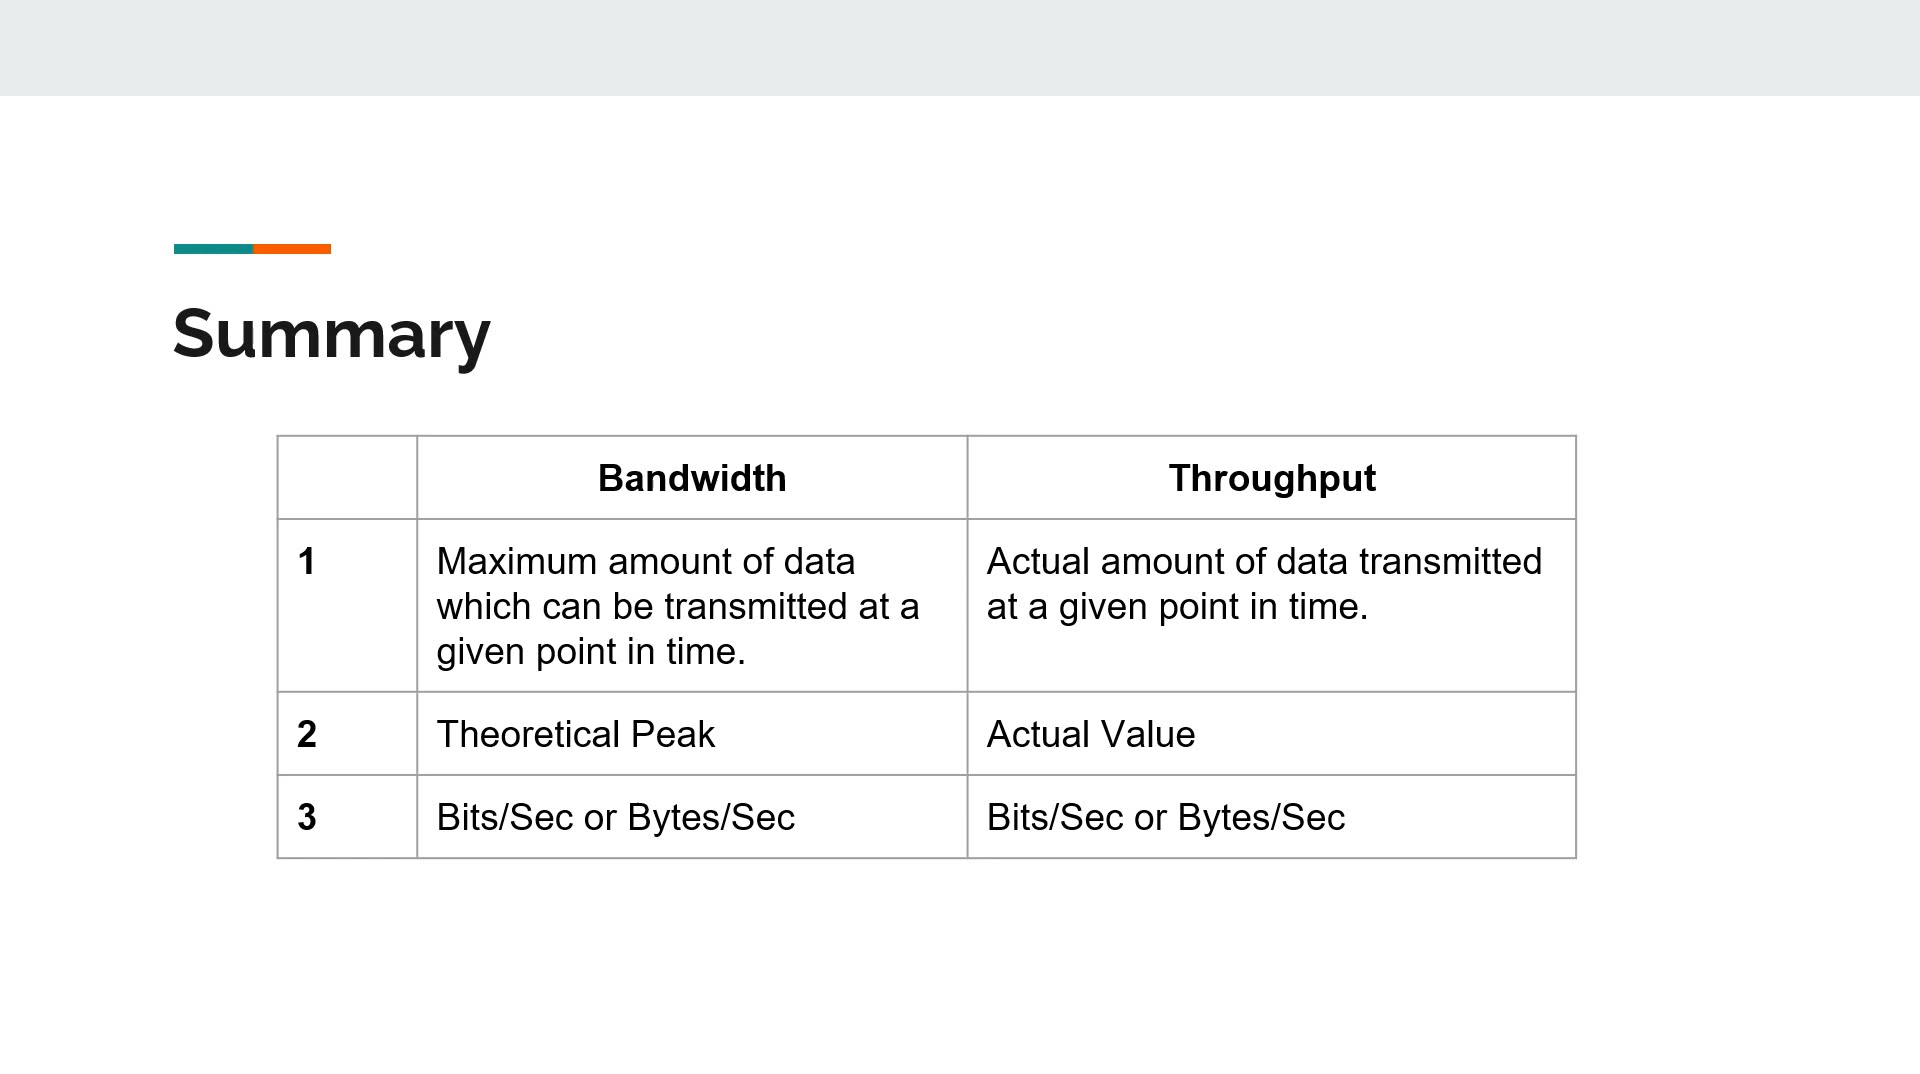 Summary
Bandwidth
Throughput
1
Maximum amount of data
which can be transmitted at a
given point in time.
Actual amount of data transmitted
at a given point in time.
2
Theoretical Peak
Actual Value
3
Bits/Sec or Bytes/Sec
Bits/Sec or Bytes/Sec